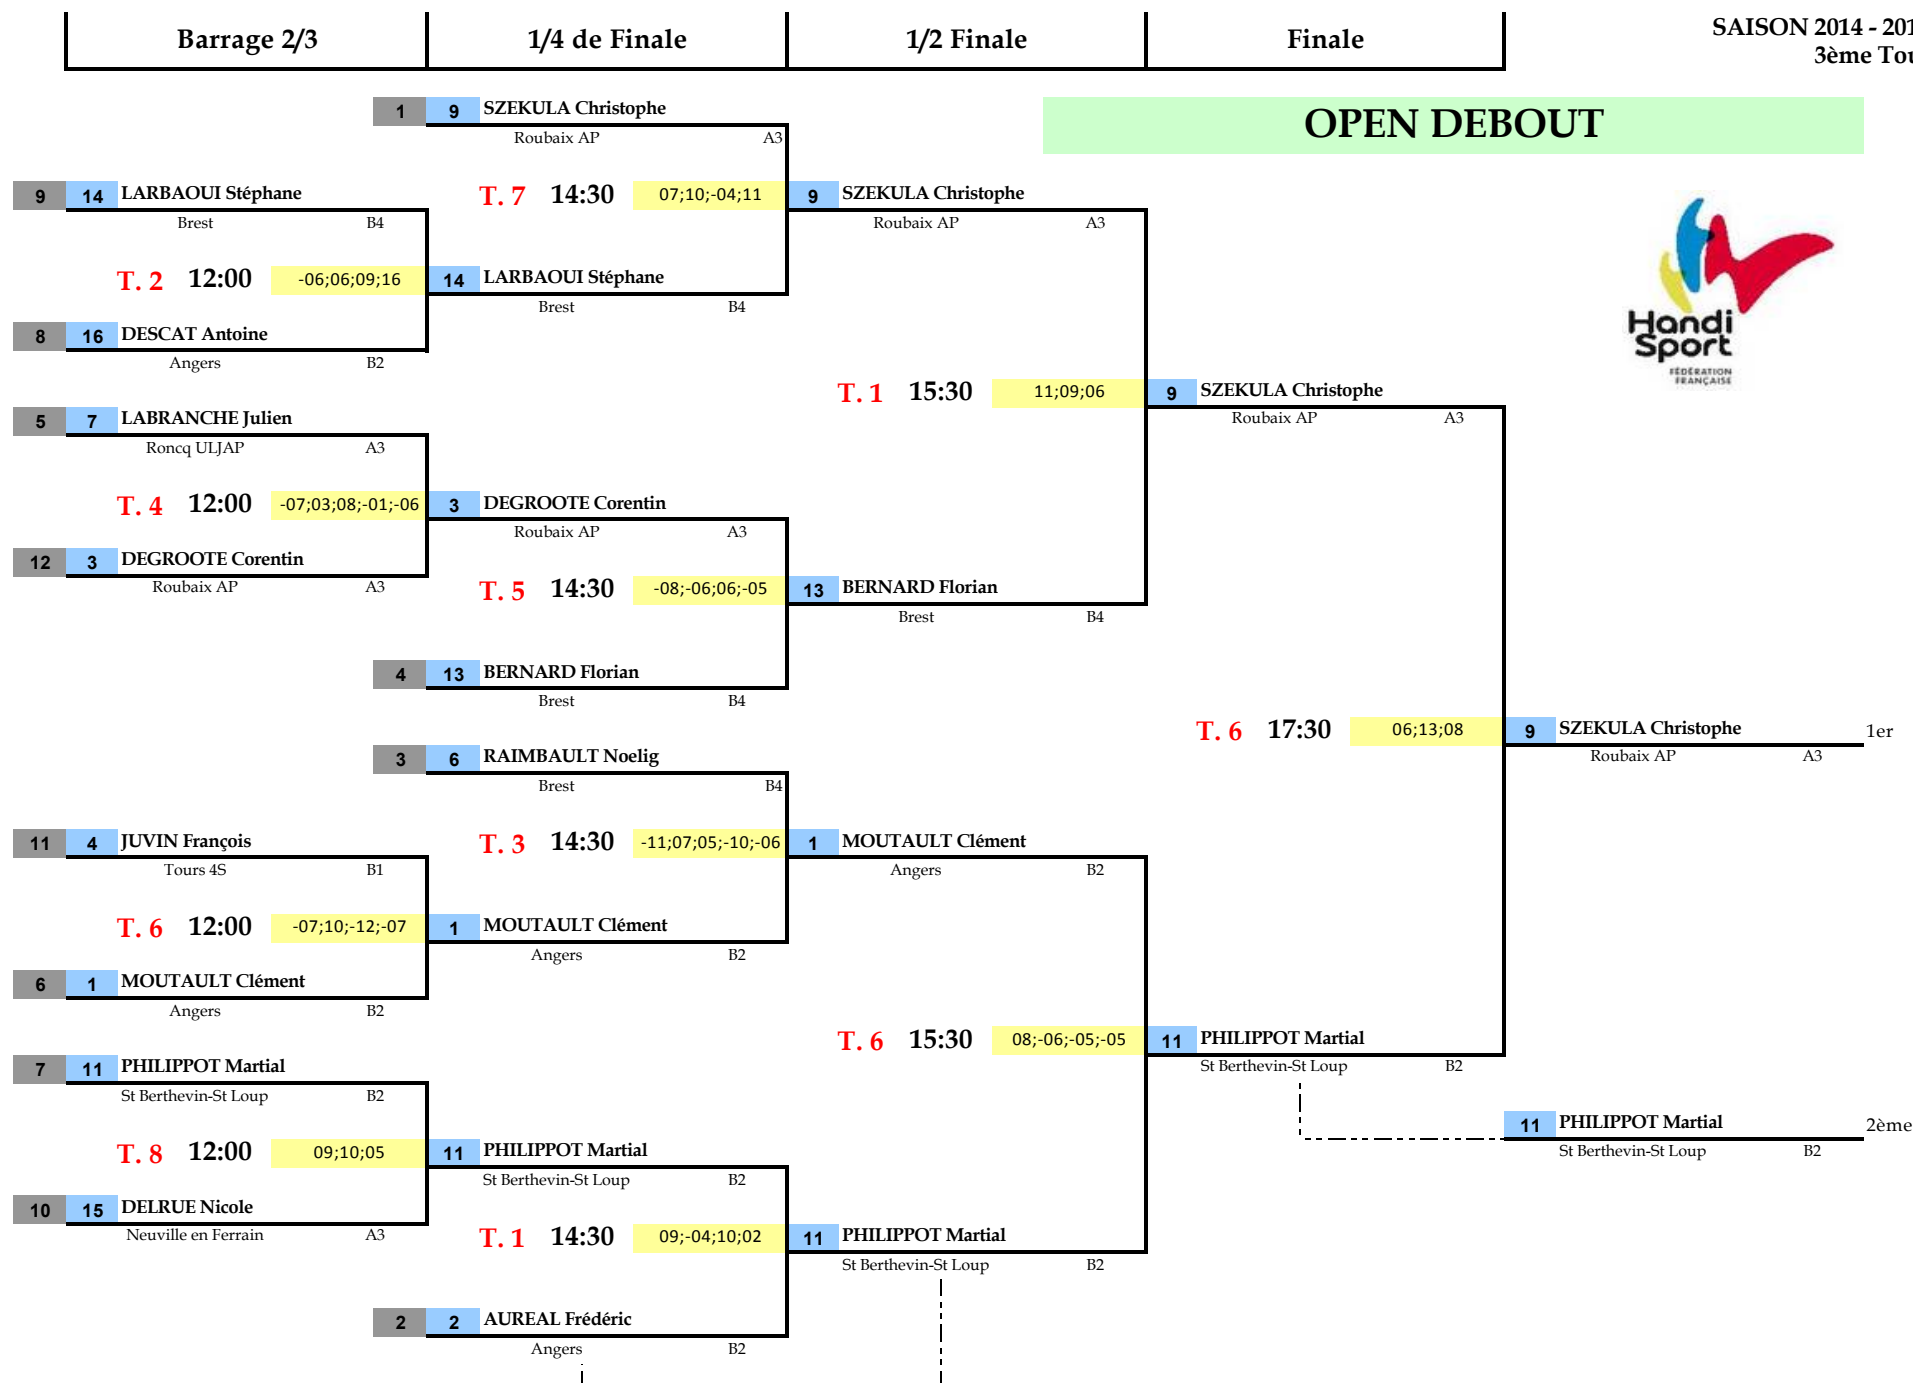 Barrage 2/3 1/4 de Finale 1/2 Finale Finale
SAISON 2014 - 201
3ème Tou
OPEN DEBOUT
1 9 SZEKULA Christophe
Roubaix AP A3
9 14 LARBAOUI Stéphane
Brest B4
T. 7 14:30 07;10;-04;11
9 SZEKULA Christophe
Roubaix AP A3
T. 2 12:00 -06;06;09;16
14 LARBAOUI Stéphane
Brest B4
8 16 DESCAT Antoine
Angers B2
Handi
Sport
FÉDÉRATION
FRANÇAISE
T. 1 15:30 11;09;06
9 SZEKULA Christophe
Roubaix AP A3
5 7 LABRANCHE Julien
Roncq ULJAP A3
T. 4 12:00 -07;03;08;-01;-06
3 DEGROOTE Corentin
Roubaix AP A3
12 3 DEGROOTE Corentin
Roubaix AP A3
T. 5 14:30 -08;-06;06;-05
13 BERNARD Florian
Brest B4
4 13 BERNARD Florian
Brest B4
T. 6 17:30 06;13;08
9 SZEKULA Christophe 1er
Roubaix AP A3
3 6 RAIMBAULT Noelig
Brest B4
11 4 JUVIN François
Tours 4S B1
T. 3 14:30 -11;07;05;-10;-06
1 MOUTAULT Clément
Angers B2
T. 6 12:00 -07;10;-12;-07
1 MOUTAULT Clément
Angers B2
6 1 MOUTAULT Clément
Angers B2
T. 6 15:30 08;-06;-05;-05
11 PHILIPPOT Martial
St Berthevin-St Loup B2
7 11 PHILIPPOT Martial
St Berthevin-St Loup B2
11 PHILIPPOT Martial 2ème
St Berthevin-St Loup B2
T. 8 12:00 09;10;05
11 PHILIPPOT Martial
St Berthevin-St Loup B2
10 15 DELRUE Nicole
Neuville en Ferrain A3
T. 1 14:30 09;-04;10;02
11 PHILIPPOT Martial
St Berthevin-St Loup B2
2 2 AUREAL Frédéric
Angers B2